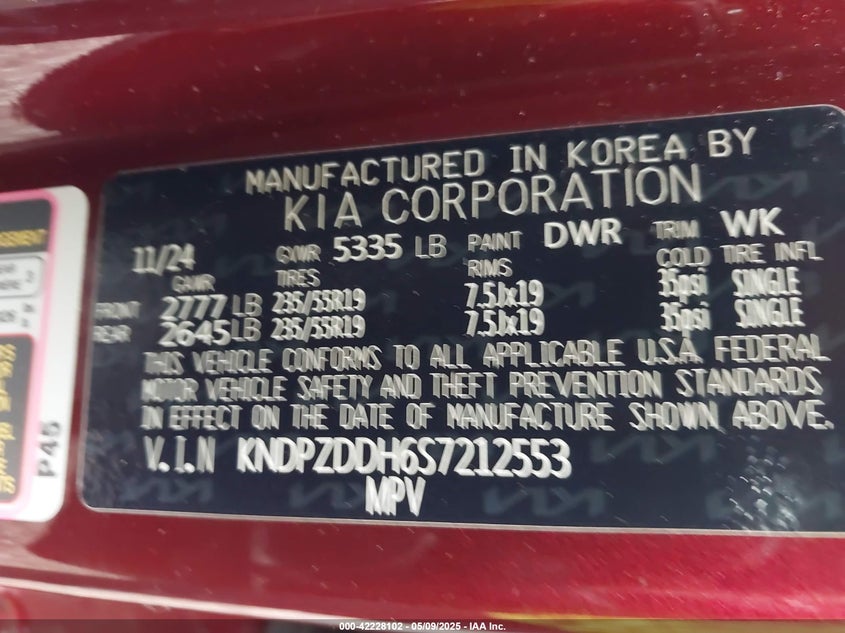 MANUFACTURED IN KOREA BY
KIA CORPORATION
11/24 GVWR 5335 LB PAINT DWR TRIM WK
GAWR TIRES RIMS COLD TIRE INFL
FRONT 2777 LB 235/55R19 7.5Jx19 35psi SINGLE
REAR 2645 LB 235/55R19 7.5Jx19 35psi SINGLE
THIS VEHICLE CONFORMS TO ALL APPLICABLE U.S.A. FEDERAL
MOTOR VEHICLE SAFETY AND THEFT PREVENTION STANDARDS
IN EFFECT ON THE DATE OF MANUFACTURE SHOWN ABOVE.
V.I.N KNDPZDDH6S7212553
MPV
P45
000-42228102 - 05/09/2025 - IAA Inc.